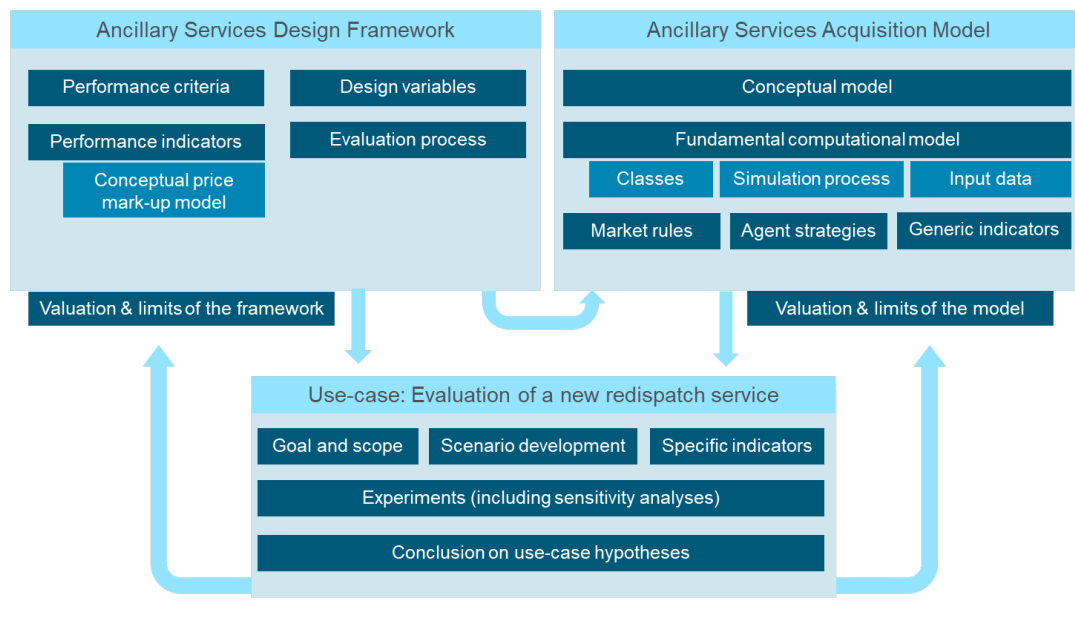 Ancillary Services Design Framework
Performance criteria
Design variables
Performance indicators
Evaluation process
Conceptual price
mark-up model
Valuation & limits of the framework
Ancillary Services Acquisition Model
Conceptual model
Fundamental computational model
Classes
Simulation process
Input data
Market rules
Agent strategies
Generic indicators
Valuation & limits of the model
Use-case: Evaluation of a new redispatch service
Goal and scope
Scenario development
Specific indicators
Experiments (including sensitivity analyses)
Conclusion on use-case hypotheses